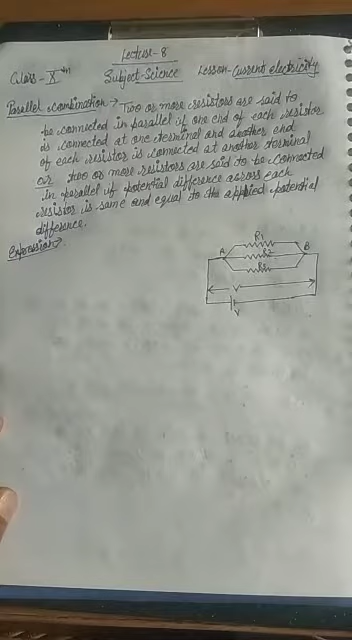 Lecture-8
Class-Xth Subject-Science Lesson-Current electricity
Parallel combination → Two or more resistors are said to
be connected in parallel if one end of each resistor
is connected at one terminal and another end
of each resistor is connected at another terminal
or two or more resistors are said to be connected
in parallel if potential difference across each
resistor is same and equal to the applied potential
difference.
Expression →
R1
A R2 B
R3
V
V